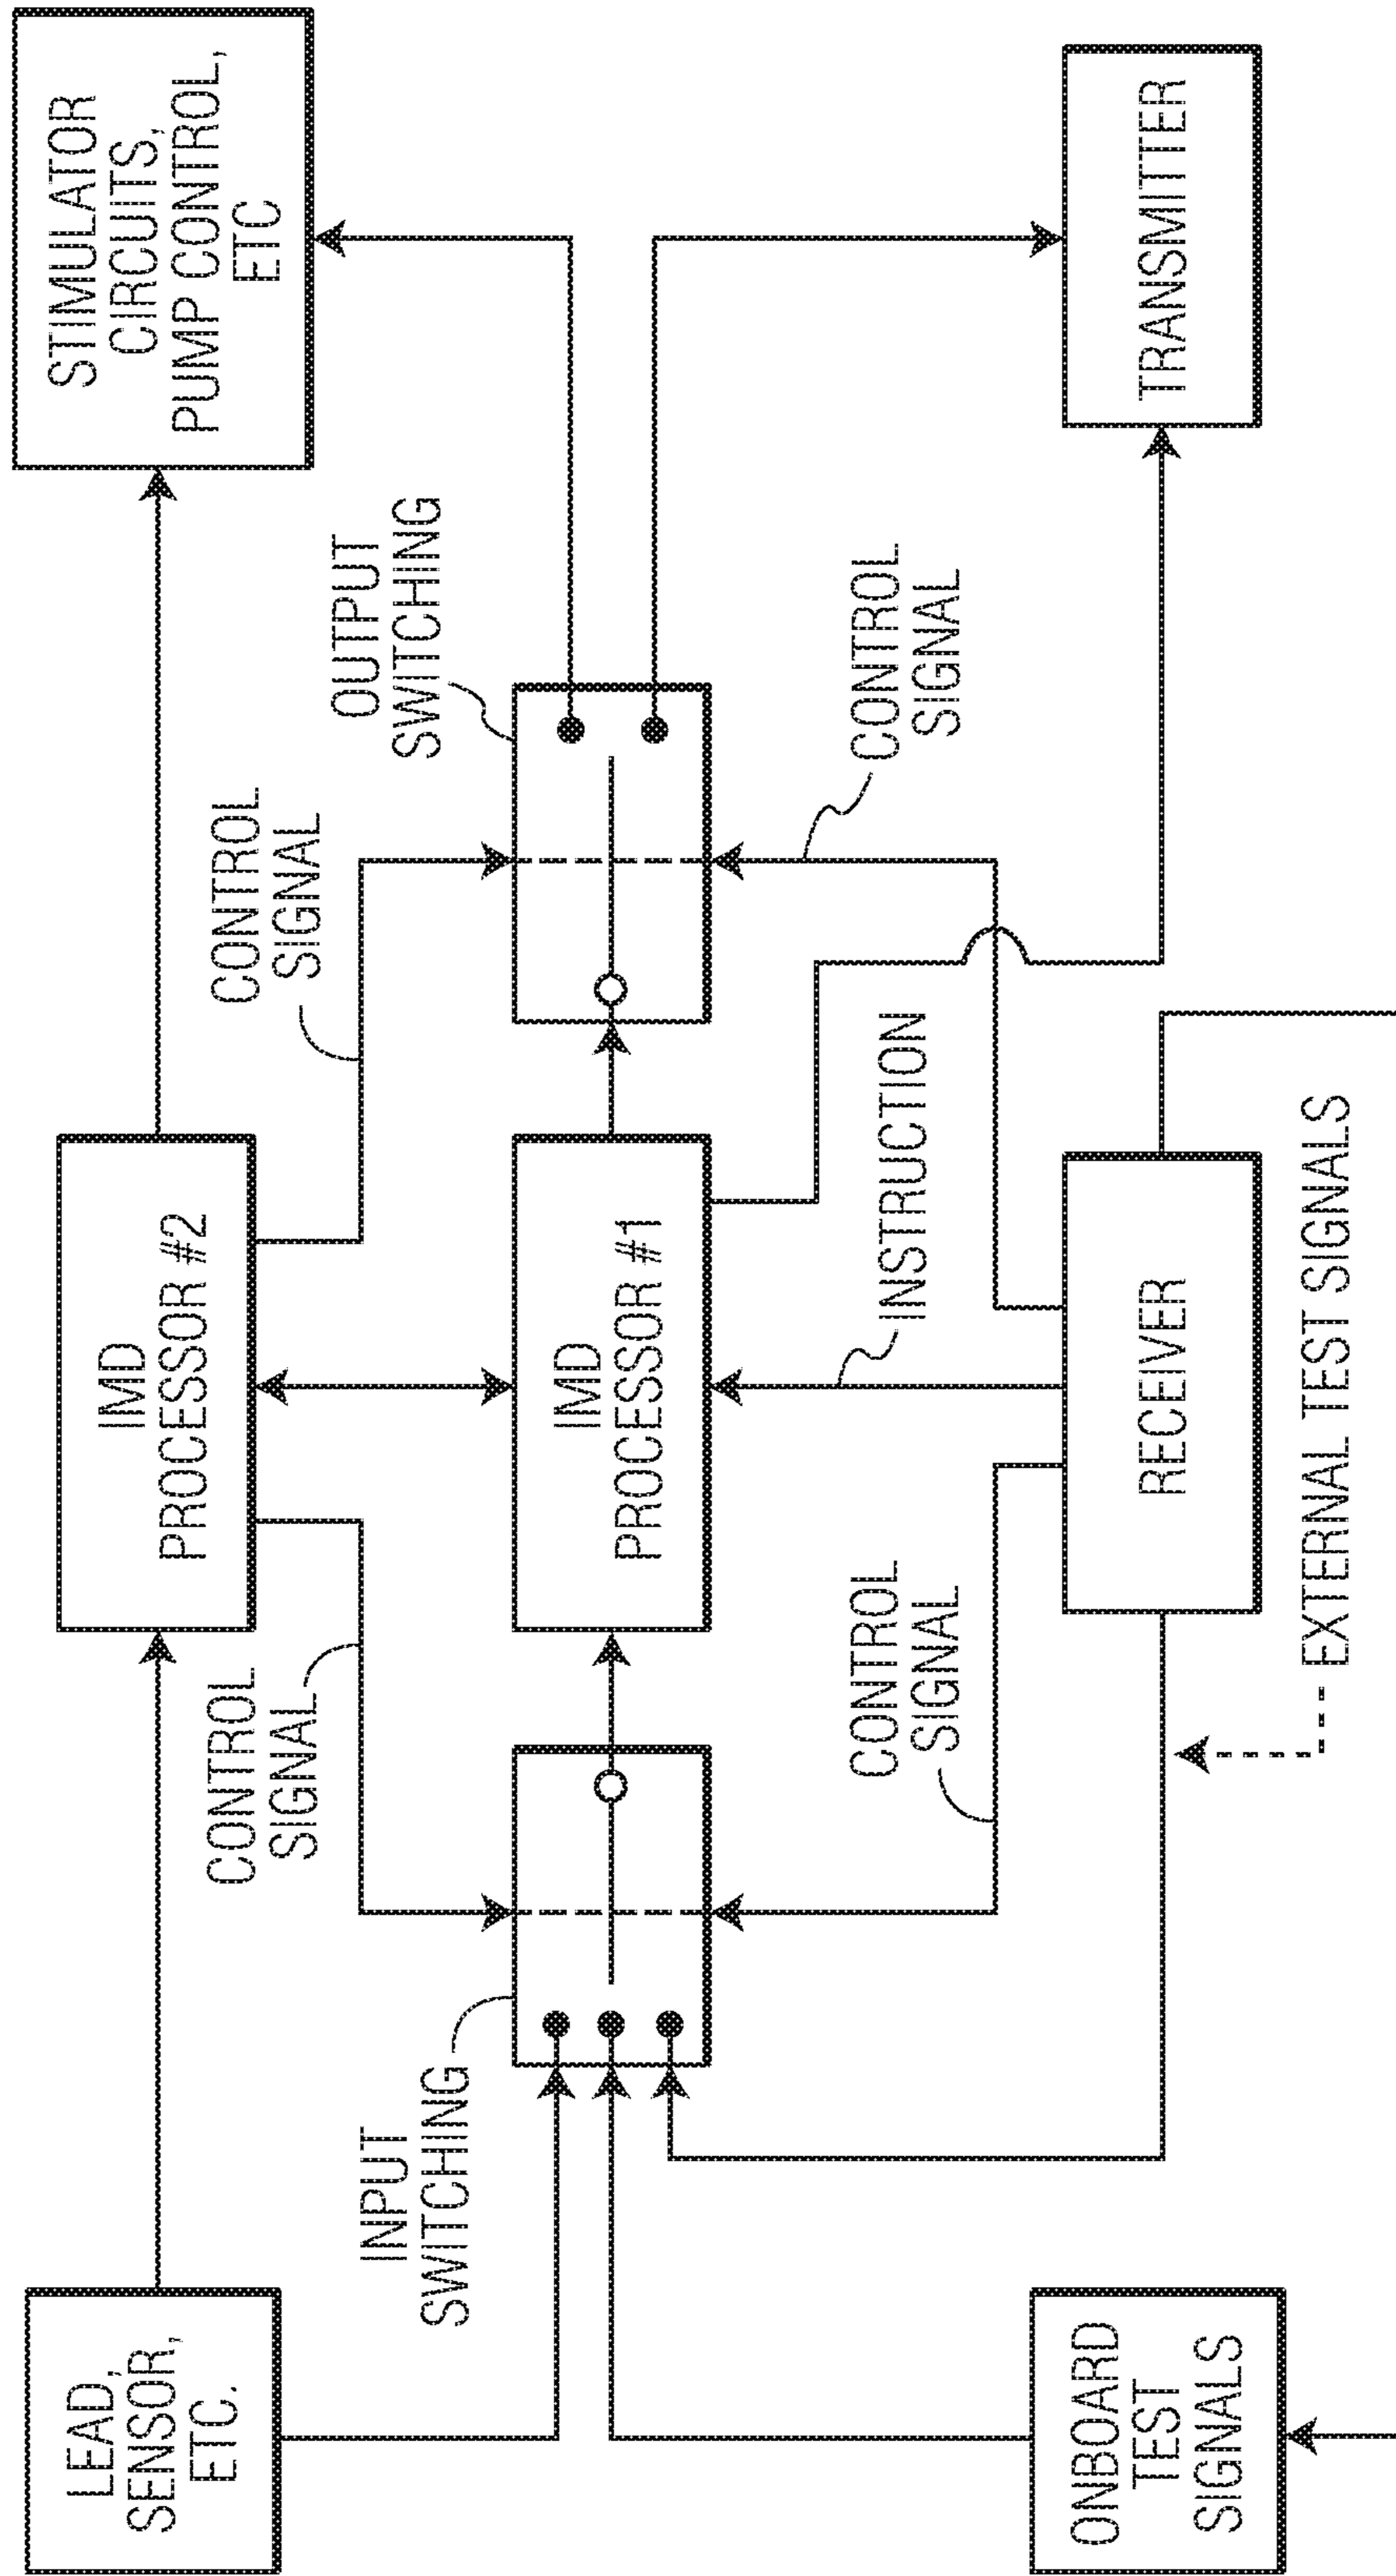 LEAD,
SENSOR,
ETC.
IMD
PROCESSOR #2
STIMULATOR
CIRCUITS,
PUMP CONTROL,
ETC
CONTROL
SIGNAL
CONTROL
SIGNAL
INPUT
SWITCHING
OUTPUT
SWITCHING
IMD
PROCESSOR #1
CONTROL
SIGNAL
INSTRUCTION
CONTROL
SIGNAL
ONBOARD
TEST
SIGNALS
RECEIVER
TRANSMITTER
EXTERNAL TEST SIGNALS